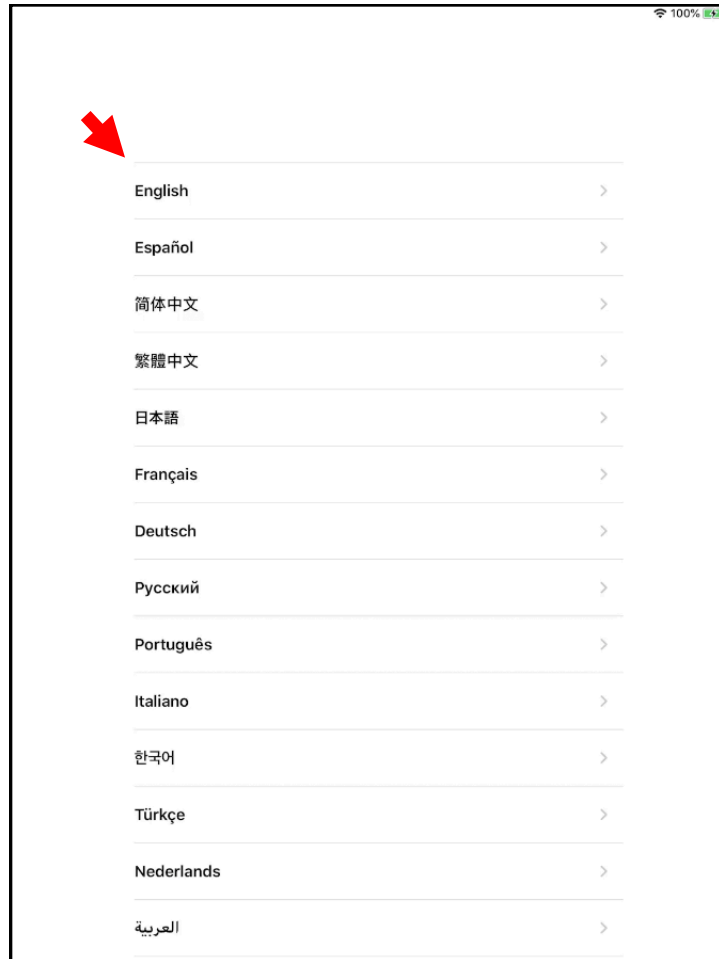 100%
English
Español
简体中文
繁體中文
日本語
Français
Deutsch
Русский
Português
Italiano
한국어
Türkçe
Nederlands
العربية